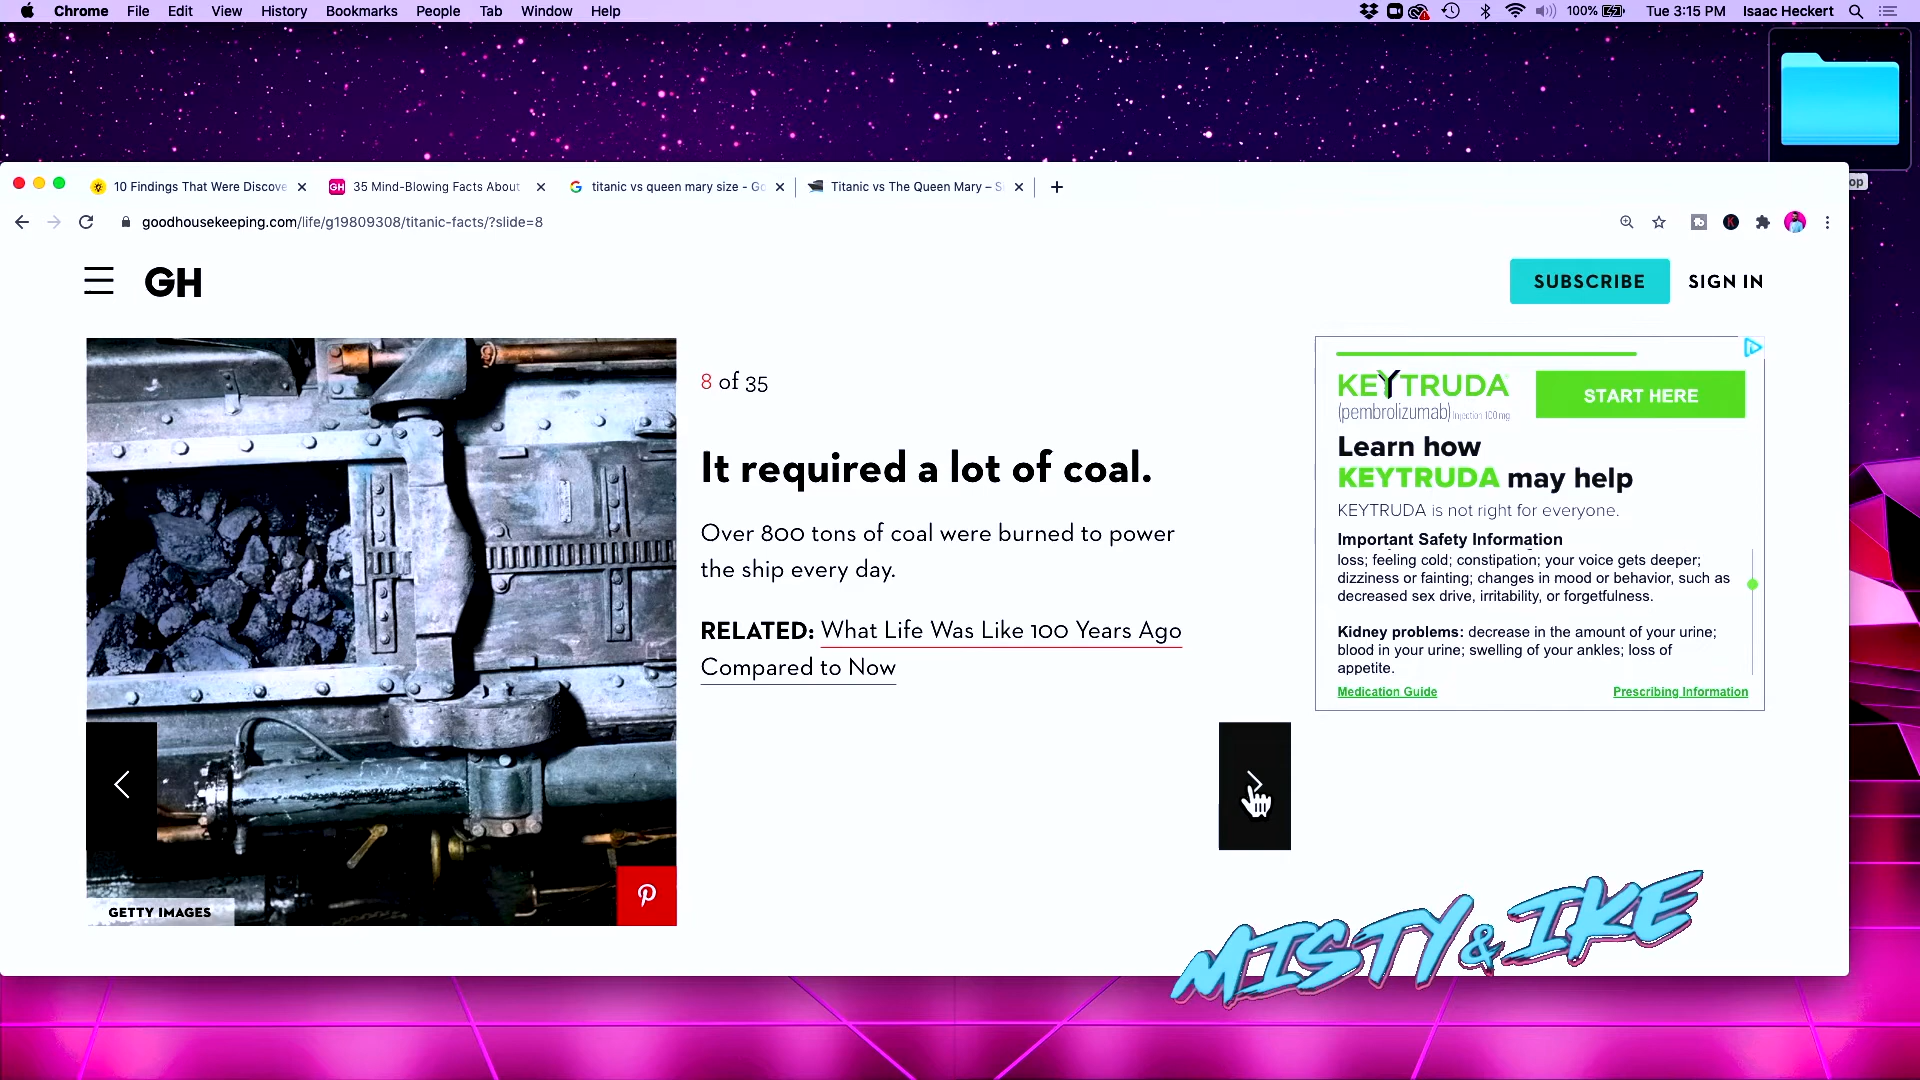 Chrome File Edit View History Bookmarks People Tab Window Help
100% Tue 3:15 PM Isaac Heckert
op
10 Findings That Were Discove
GH 35 Mind-Blowing Facts About
titanic vs queen mary size - Go
Titanic vs The Queen Mary – S
goodhousekeeping.com/life/g19809308/titanic-facts/?slide=8
GH
SUBSCRIBE SIGN IN
8 of 35
It required a lot of coal.
Over 800 tons of coal were burned to power
the ship every day.
RELATED: What Life Was Like 100 Years Ago
Compared to Now
GETTY IMAGES
KEYTRUDA
(pembrolizumab) Injection 100 mg
START HERE
Learn how
KEYTRUDA may help
KEYTRUDA is not right for everyone.
Important Safety Information
loss; feeling cold; constipation; your voice gets deeper;
dizziness or fainting; changes in mood or behavior, such as
decreased sex drive, irritability, or forgetfulness.
Kidney problems: decrease in the amount of your urine;
blood in your urine; swelling of your ankles; loss of
appetite.
Medication Guide Prescribing Information
MISTY & IKE